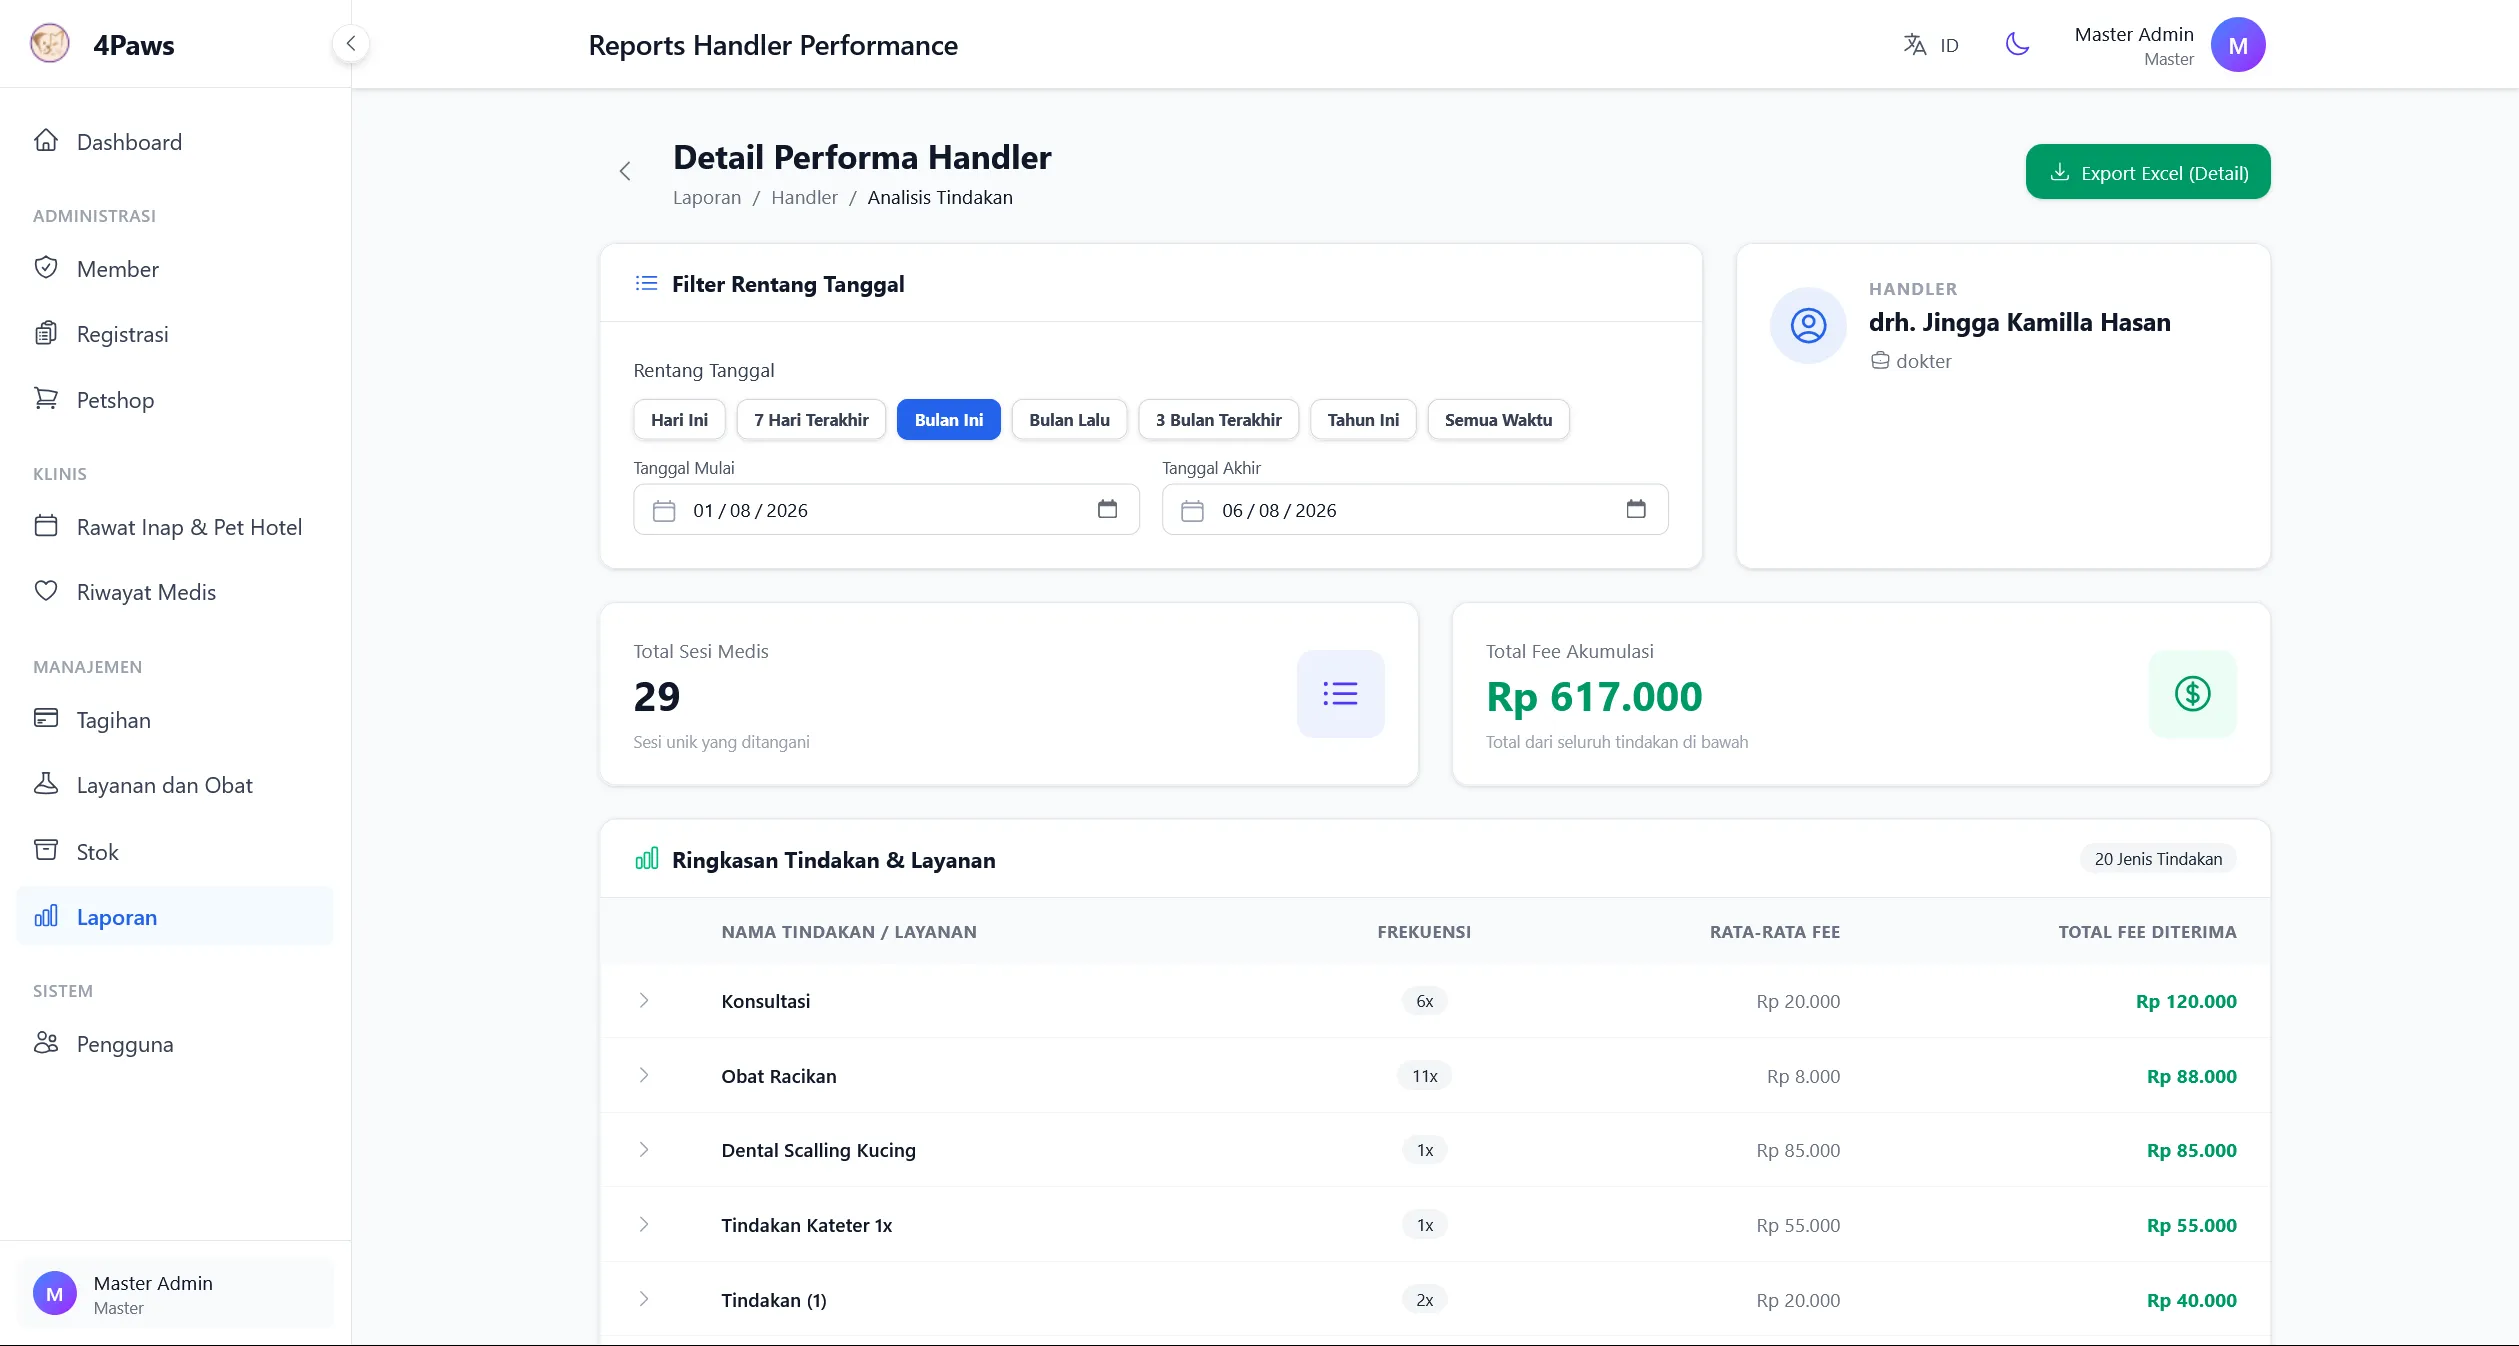 4Paws
Reports Handler Performance
ID
Master Admin
Master
M
Dashboard
ADMINISTRASI
Member
Registrasi
Petshop
KLINIS
Rawat Inap & Pet Hotel
Riwayat Medis
MANAJEMEN
Tagihan
Layanan dan Obat
Stok
Laporan
SISTEM
Pengguna
M
Master Admin
Master
Detail Performa Handler
Laporan / Handler / Analisis Tindakan
Export Excel (Detail)
Filter Rentang Tanggal
Rentang Tanggal
Hari Ini 7 Hari Terakhir Bulan Ini Bulan Lalu 3 Bulan Terakhir Tahun Ini Semua Waktu
Tanggal Mulai Tanggal Akhir
01 / 08 / 2026 06 / 08 / 2026
HANDLER
drh. Jingga Kamilla Hasan
dokter
Total Sesi Medis
29
Sesi unik yang ditangani
Total Fee Akumulasi
Rp 617.000
Total dari seluruh tindakan di bawah
Ringkasan Tindakan & Layanan 20 Jenis Tindakan
NAMA TINDAKAN / LAYANAN FREKUENSI RATA-RATA FEE TOTAL FEE DITERIMA
Konsultasi 6x Rp 20.000 Rp 120.000
Obat Racikan 11x Rp 8.000 Rp 88.000
Dental Scalling Kucing 1x Rp 85.000 Rp 85.000
Tindakan Kateter 1x 1x Rp 55.000 Rp 55.000
Tindakan (1) 2x Rp 20.000 Rp 40.000